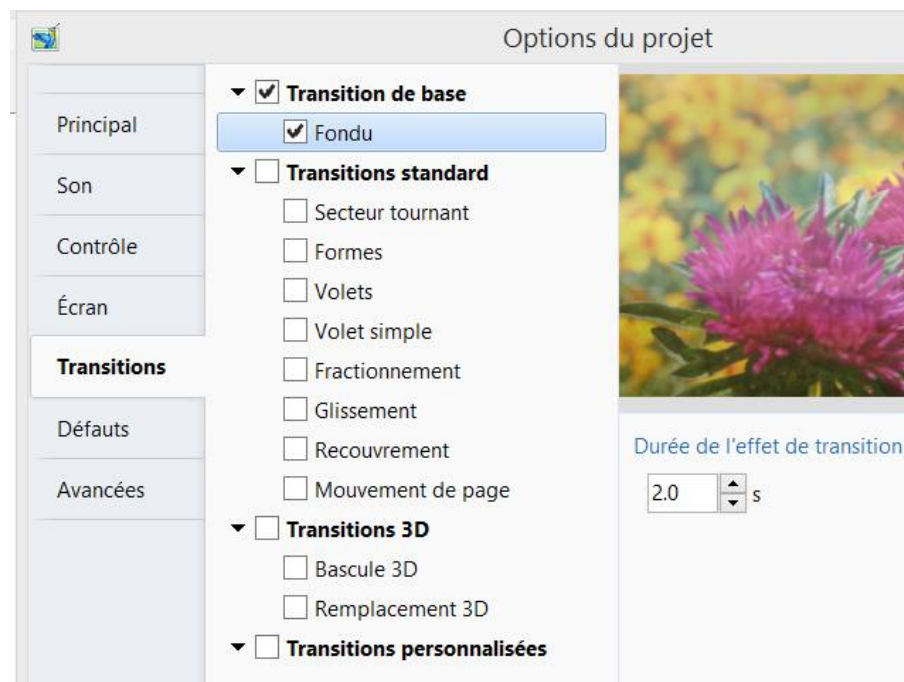 Options du projet
Principal
Son
Contrôle
Écran
Transitions
Défauts
Avancées
Transition de base
Fondu
Transitions standard
Secteur tournant
Formes
Volets
Volet simple
Fractionnement
Glissement
Recouvrement
Mouvement de page
Transitions 3D
Bascule 3D
Remplacement 3D
Transitions personnalisées
Durée de l'effet de transition
2.0 s